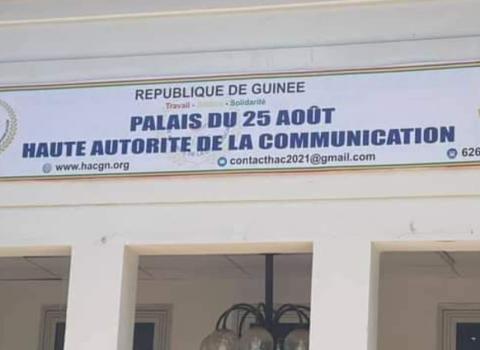 REPUBLIQUE DE GUINEE
Travail - Justice - Solidarité
PALAIS DU 25 AOÛT
HAUTE AUTORITE DE LA COMMUNICATION
www.hacgn.org contacthac2021@gmail.com 626